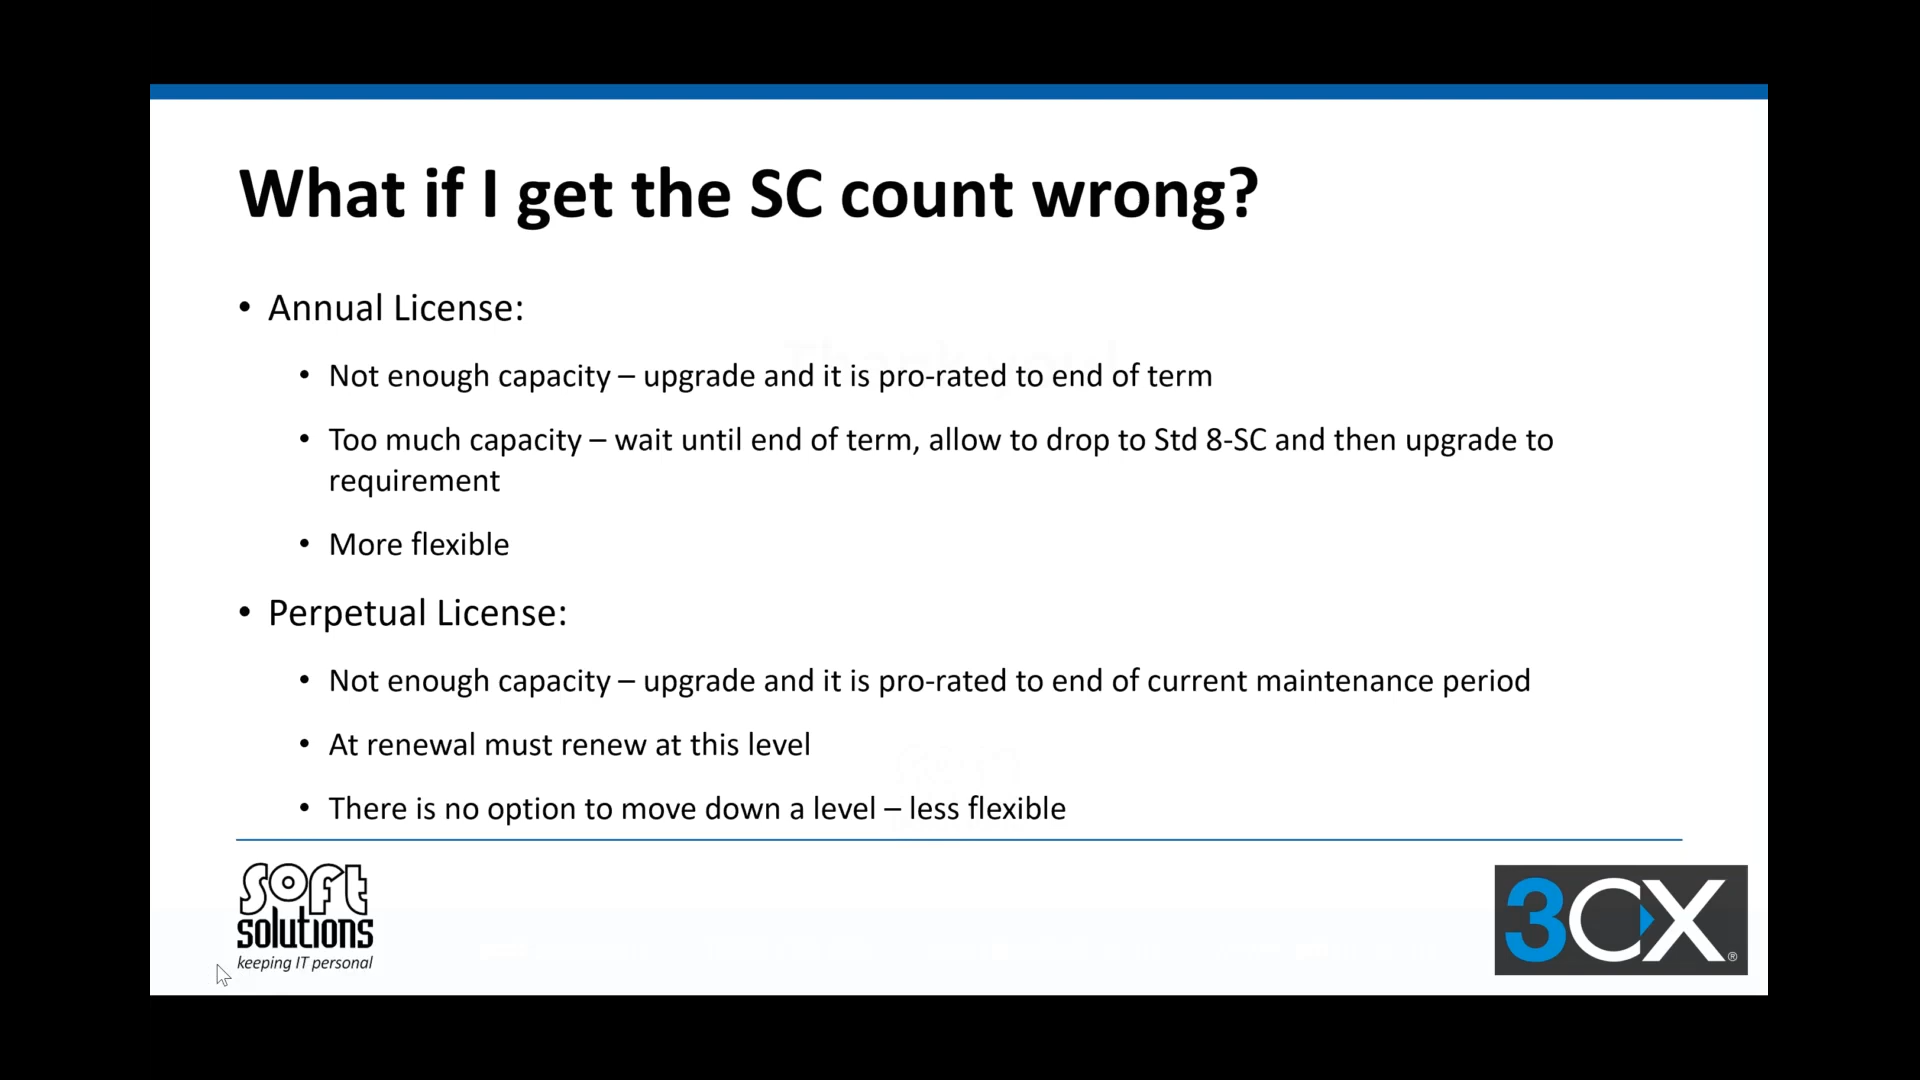 What if I get the SC count wrong?
• Annual License:
• Not enough capacity – upgrade and it is pro-rated to end of term
• Too much capacity – wait until end of term, allow to drop to Std 8-SC and then upgrade to
requirement
• More flexible
• Perpetual License:
• Not enough capacity – upgrade and it is pro-rated to end of current maintenance period
• At renewal must renew at this level
• There is no option to move down a level – less flexible
soft
solutions
keeping IT personal
3CX®